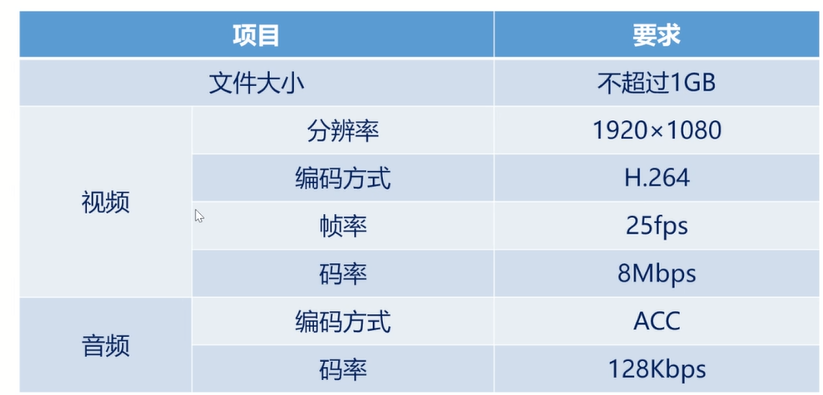 项目 要求
文件大小 不超过1GB
视频 分辨率 1920×1080
编码方式 H.264
帧率 25fps
码率 8Mbps
音频 编码方式 ACC
码率 128Kbps